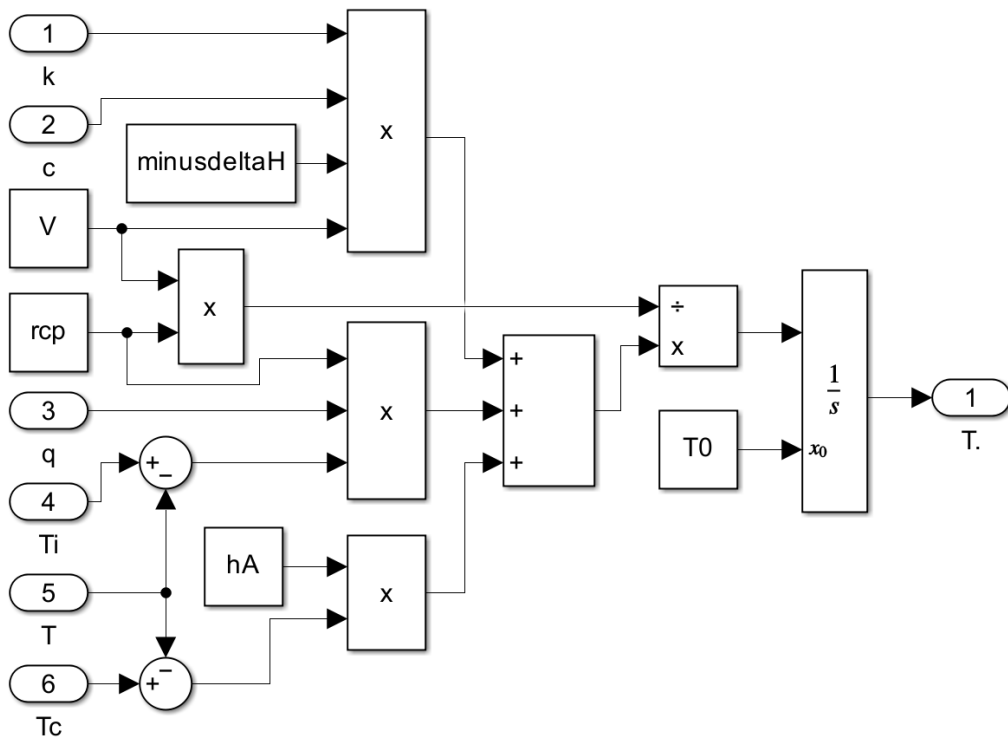 1
k
2
c
minusdeltaH
x
V
x
rcp
3
q
x
4
Ti
+
−
5
T
hA
x
6
Tc
−
+
+
+
+
÷
x
T0
1
s
x0
1
T.